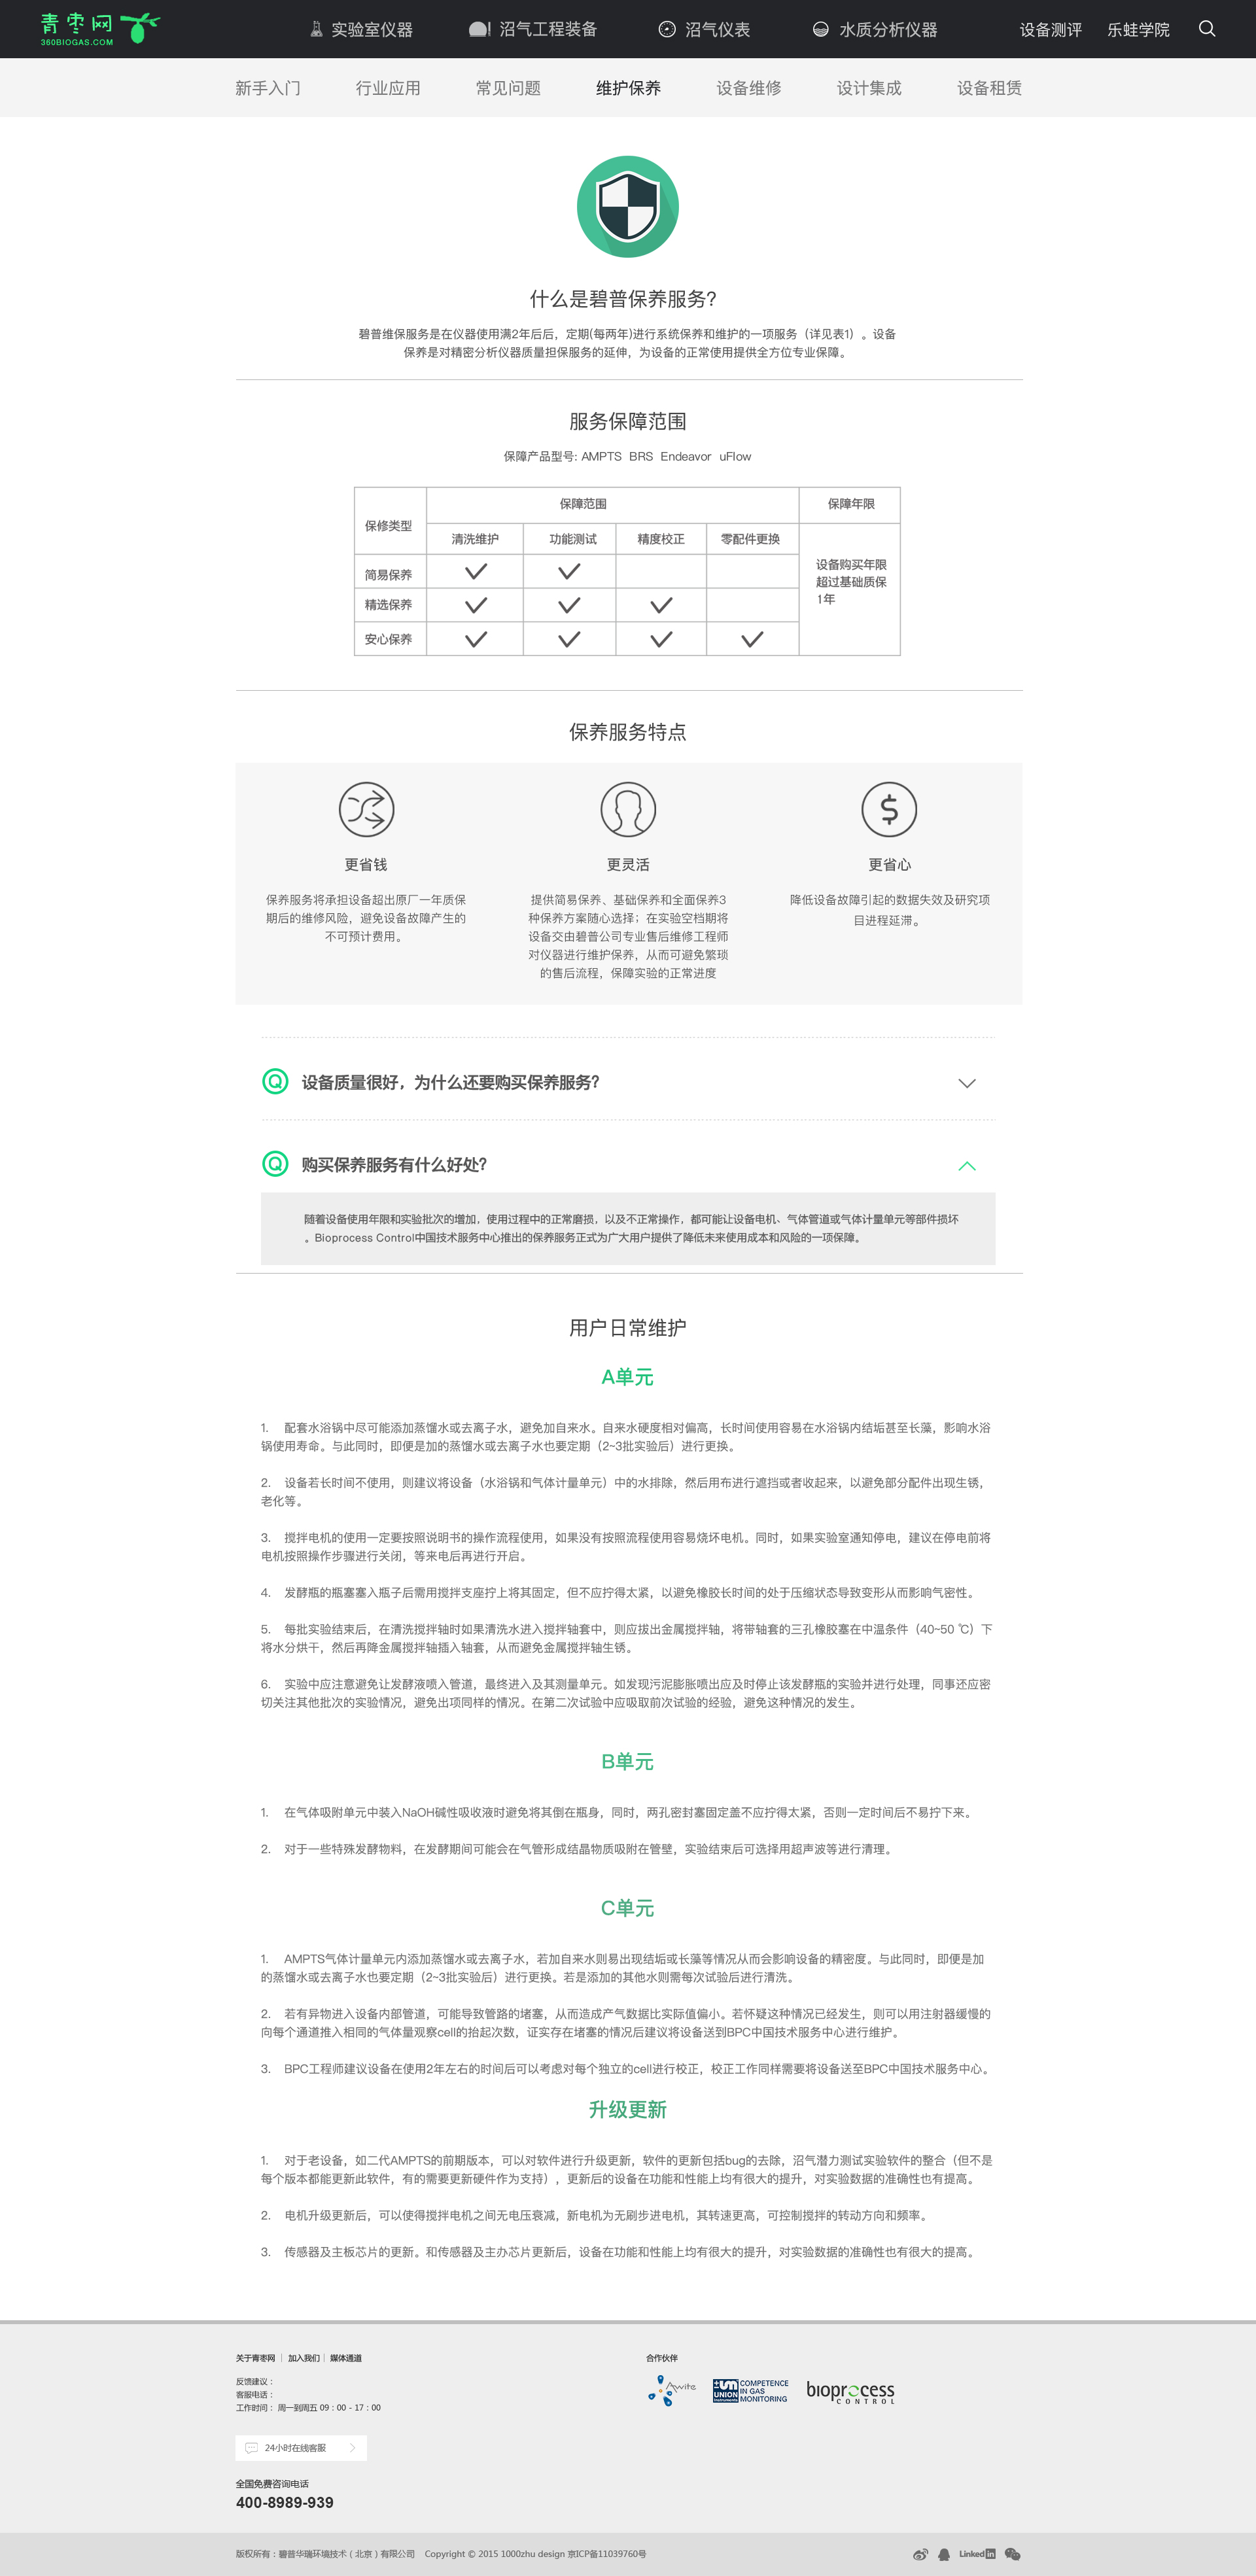 青枣网
360BIOGAS.COM
实验室仪器
沼气工程装备
沼气仪表
水质分析仪器
设备测评
乐蛙学院
新手入门
行业应用
常见问题
维护保养
设备维修
设计集成
设备租赁
什么是碧普保养服务?
碧普维保服务是在仪器使用满2年后后，定期(每两年)进行系统保养和维护的一项服务（详见表1）。设备
保养是对精密分析仪器质量担保服务的延伸，为设备的正常使用提供全方位专业保障。
服务保障范围
保障产品型号: AMPTS BRS Endeavor uFlow
保修类型
保障范围
保障年限
清洗维护
功能测试
精度校正
零配件更换
设备购买年限
超过基础质保
1年
简易保养
精选保养
安心保养
保养服务特点
更省钱
保养服务将承担设备超出原厂一年质保
期后的维修风险，避免设备故障产生的
不可预计费用。
更灵活
提供简易保养、基础保养和全面保养3
种保养方案随心选择；在实验空档期将
设备交由碧普公司专业售后维修工程师
对仪器进行维护保养，从而可避免繁琐
的售后流程，保障实验的正常进度
更省心
降低设备故障引起的数据失效及研究项
目进程延滞。
Q 设备质量很好，为什么还要购买保养服务?
Q 购买保养服务有什么好处?
随着设备使用年限和实验批次的增加，使用过程中的正常磨损，以及不正常操作，都可能让设备电机、气体管道或气体计量单元等部件损坏
。Bioprocess Control中国技术服务中心推出的保养服务正式为广大用户提供了降低未来使用成本和风险的一项保障。
用户日常维护
A单元
1. 配套水浴锅中尽可能添加蒸馏水或去离子水，避免加自来水。自来水硬度相对偏高，长时间使用容易在水浴锅内结垢甚至长藻，影响水浴
锅使用寿命。与此同时，即便是加的蒸馏水或去离子水也要定期（2~3批实验后）进行更换。
2. 设备若长时间不使用，则建议将设备（水浴锅和气体计量单元）中的水排除，然后用布进行遮挡或者收起来，以避免部分配件出现生锈，
老化等。
3. 搅拌电机的使用一定要按照说明书的操作流程使用，如果没有按照流程使用容易烧坏电机。同时，如果实验室通知停电，建议在停电前将
电机按照操作步骤进行关闭，等来电后再进行开启。
4. 发酵瓶的瓶塞塞入瓶子后需用搅拌支座拧上将其固定，但不应拧得太紧，以避免橡胶长时间的处于压缩状态导致变形从而影响气密性。
5. 每批实验结束后，在清洗搅拌轴时如果清洗水进入搅拌轴套中，则应拔出金属搅拌轴，将带轴套的三孔橡胶塞在中温条件（40~50 ℃）下
将水分烘干，然后再降金属搅拌轴插入轴套，从而避免金属搅拌轴生锈。
6. 实验中应注意避免让发酵液喷入管道，最终进入及其测量单元。如发现污泥膨胀喷出应及时停止该发酵瓶的实验并进行处理，同事还应密
切关注其他批次的实验情况，避免出项同样的情况。在第二次试验中应吸取前次试验的经验，避免这种情况的发生。
B单元
1. 在气体吸附单元中装入NaOH碱性吸收液时避免将其倒在瓶身，同时，两孔密封塞固定盖不应拧得太紧，否则一定时间后不易拧下来。
2. 对于一些特殊发酵物料，在发酵期间可能会在气管形成结晶物质吸附在管壁，实验结束后可选择用超声波等进行清理。
C单元
1. AMPTS气体计量单元内添加蒸馏水或去离子水，若加自来水则易出现结垢或长藻等情况从而会影响设备的精密度。与此同时，即便是加
的蒸馏水或去离子水也要定期（2~3批实验后）进行更换。若是添加的其他水则需每次试验后进行清洗。
2. 若有异物进入设备内部管道，可能导致管路的堵塞，从而造成产气数据比实际值偏小。若怀疑这种情况已经发生，则可以用注射器缓慢的
向每个通道推入相同的气体量观察cell的抬起次数，证实存在堵塞的情况后建议将设备送到BPC中国技术服务中心进行维护。
3. BPC工程师建议设备在使用2年左右的时间后可以考虑对每个独立的cell进行校正，校正工作同样需要将设备送至BPC中国技术服务中心。
升级更新
1. 对于老设备，如二代AMPTS的前期版本，可以对软件进行升级更新，软件的更新包括bug的去除，沼气潜力测试实验软件的整合（但不是
每个版本都能更新此软件，有的需要更新硬件作为支持），更新后的设备在功能和性能上均有很大的提升，对实验数据的准确性也有提高。
2. 电机升级更新后，可以使得搅拌电机之间无电压衰减，新电机为无刷步进电机，其转速更高，可控制搅拌的转动方向和频率。
3. 传感器及主板芯片的更新。和传感器及主办芯片更新后，设备在功能和性能上均有很大的提升，对实验数据的准确性也有很大的提高。
关于青枣网 | 加入我们 | 媒体通道
反馈建议：
客服电话：
工作时间： 周一到周五 09：00 - 17：00
24小时在线客服
全国免费咨询电话
400-8989-939
合作伙伴
Awite
UNION Instruments
COMPETENCE
IN GAS
MONITORING
bioprocess
CONTROL
版权所有：碧普华瑞环境技术（北京）有限公司 Copyright © 2015 1000zhu design 京ICP备11039760号
Linked in